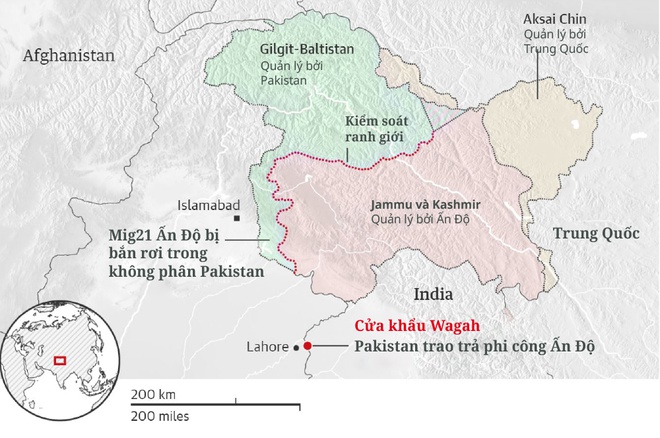 Aksai Chin
Quản lý bởi
Trung Quốc
Afghanistan
Gilgit-Baltistan
Quản lý bởi
Pakistan
Kiểm soát
ranh giới
Islamabad
Jammu và Kashmir
Quản lý bởi Ấn Độ
Mig21 Ấn Độ bị
bắn rơi trong
không phân Pakistan
Trung Quốc
India
Cửa khẩu Wagah
Lahore
Pakistan trao trả phi công Ấn Độ
200 km
200 miles